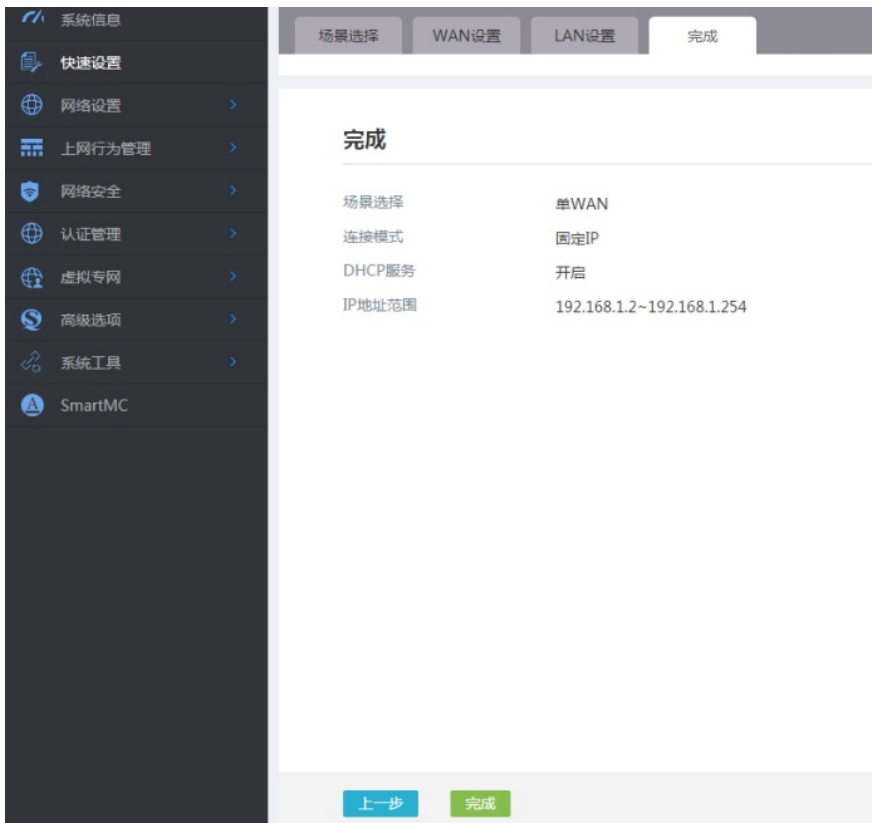 系统信息
快速设置
网络设置
上网行为管理
网络安全
认证管理
虚拟专网
高级选项
系统工具
SmartMC
场景选择 WAN设置 LAN设置 完成
完成
场景选择 单WAN
连接模式 固定IP
DHCP服务 开启
IP地址范围 192.168.1.2~192.168.1.254
上一步 完成